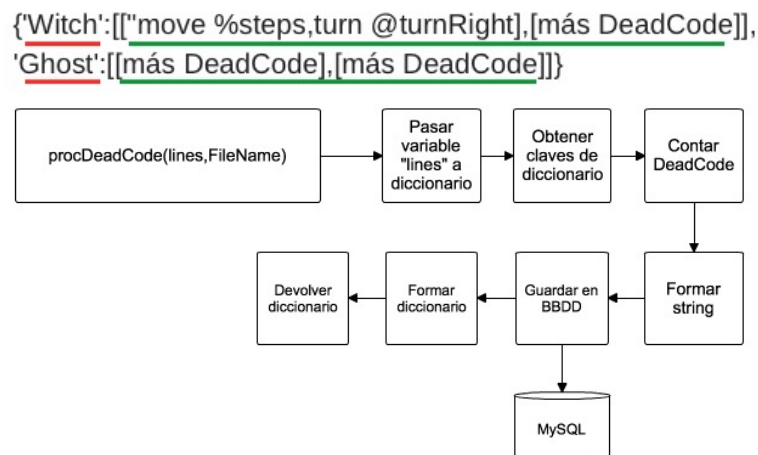 {'Witch':[["move %steps,turn @turnRight],[más DeadCode]],
'Ghost':[[más DeadCode],[más DeadCode]]}
procDeadCode(lines,FileName)
Pasar
variable
"lines" a
diccionario
Obtener
claves de
diccionario
Contar
DeadCode
Formar
string
Guardar en
BBDD
Formar
diccionario
Devolver
diccionario
MySQL